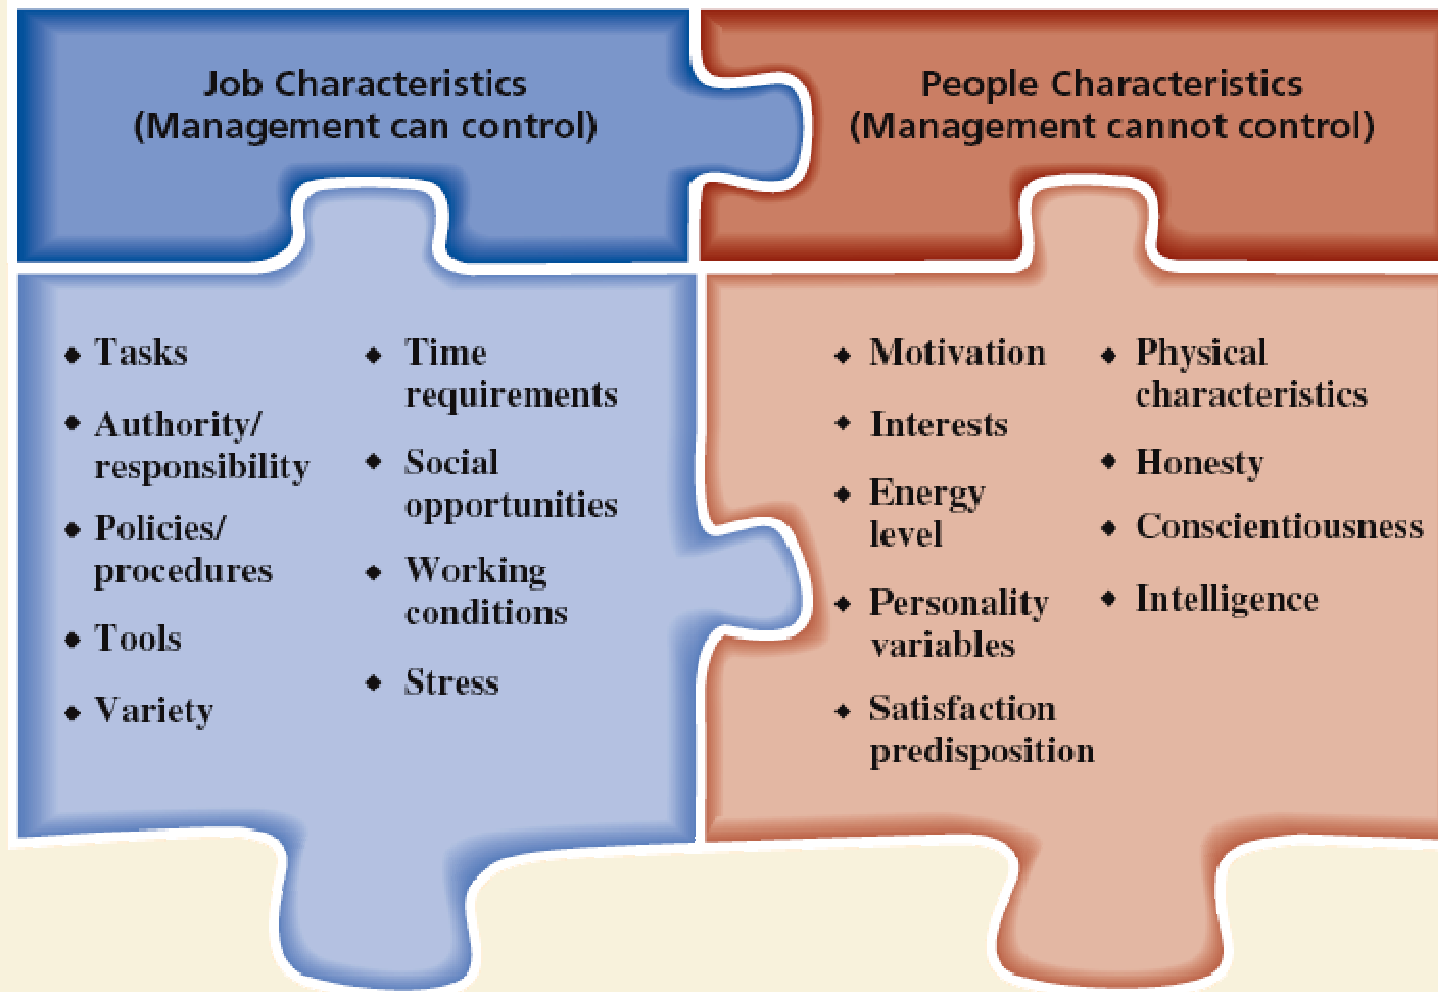 Job Characteristics
(Management can control)
People Characteristics
(Management cannot control)
Tasks
Authority/
responsibility
Policies/
procedures
Tools
Variety
Time
requirements
Social
opportunities
Working
conditions
Stress
Motivation
Interests
Energy
level
Personality
variables
Satisfaction
predisposition
Physical
characteristics
Honesty
Conscientiousness
Intelligence